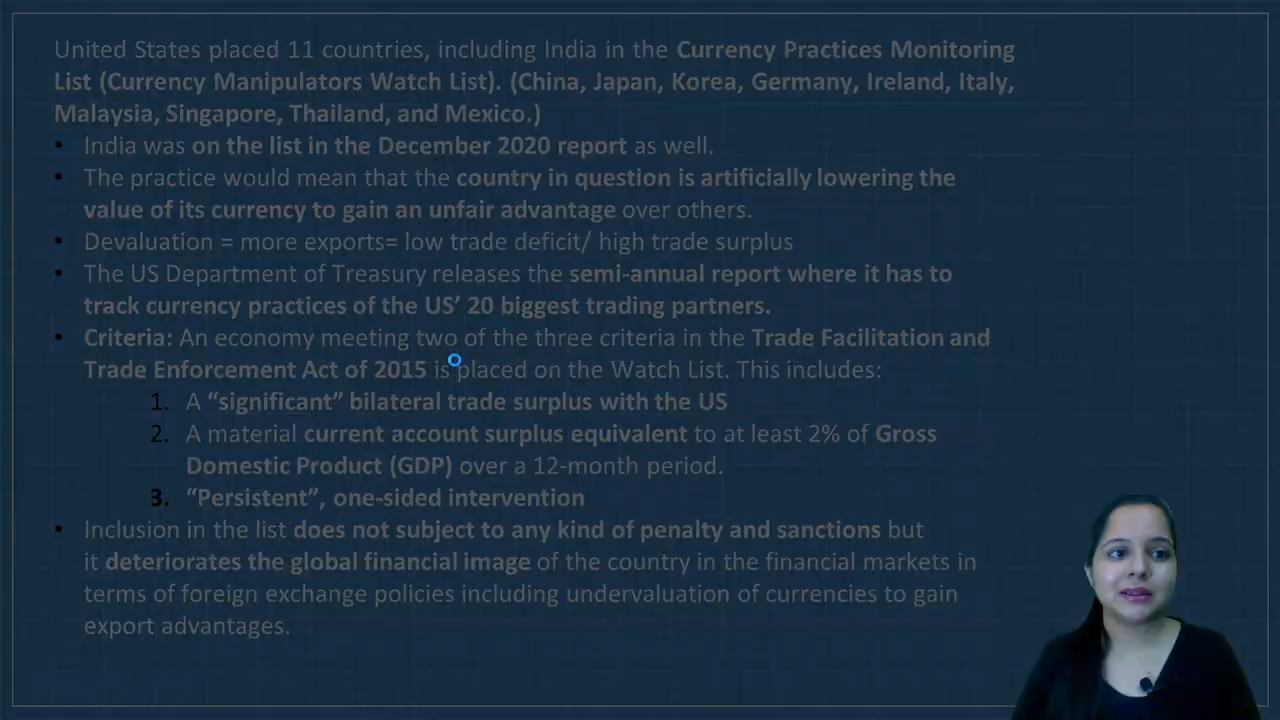 United States placed 11 countries, including India in the Currency Practices Monitoring
List (Currency Manipulators Watch List). (China, Japan, Korea, Germany, Ireland, Italy,
Malaysia, Singapore, Thailand, and Mexico.)
• India was on the list in the December 2020 report as well.
• The practice would mean that the country in question is artificially lowering the
value of its currency to gain an unfair advantage over others.
• Devaluation = more exports= low trade deficit/ high trade surplus
• The US Department of Treasury releases the semi-annual report where it has to
track currency practices of the US’ 20 biggest trading partners.
• Criteria: An economy meeting two of the three criteria in the Trade Facilitation and
Trade Enforcement Act of 2015 is placed on the Watch List. This includes:
1. A “significant” bilateral trade surplus with the US
2. A material current account surplus equivalent to at least 2% of Gross
Domestic Product (GDP) over a 12-month period.
3. “Persistent”, one-sided intervention
• Inclusion in the list does not subject to any kind of penalty and sanctions but
it deteriorates the global financial image of the country in the financial markets in
terms of foreign exchange policies including undervaluation of currencies to gain
export advantages.